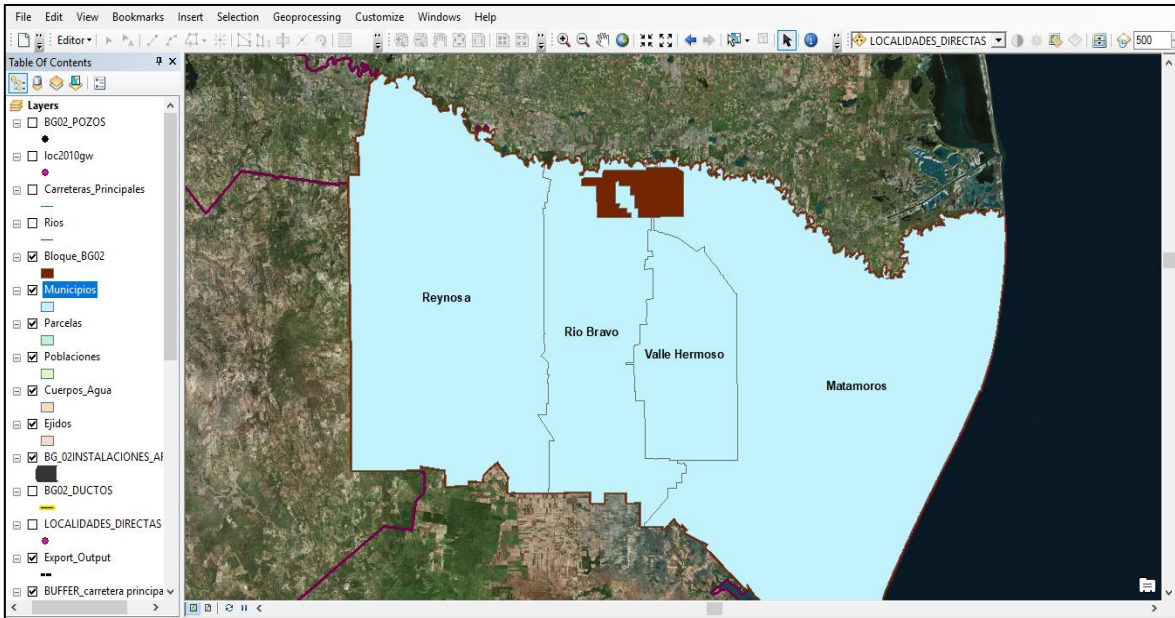 File Edit View Bookmarks Insert Selection Geoprocessing Customize Windows Help
Editor LOCALIDADES_DIRECTAS 500
Table Of Contents
Layers
BG02_POZOS
loc2010gw
Carreteras_Principales
Rios
Bloque_BG02
Municipios
Parcelas
Poblaciones
Cuerpos_Agua
Ejidos
BG_02INSTALACIONES_AF
BG02_DUCTOS
LOCALIDADES_DIRECTAS
Export_Output
BUFFER_carretera principa
Reynosa
Rio Bravo
Valle Hermoso
Matamoros